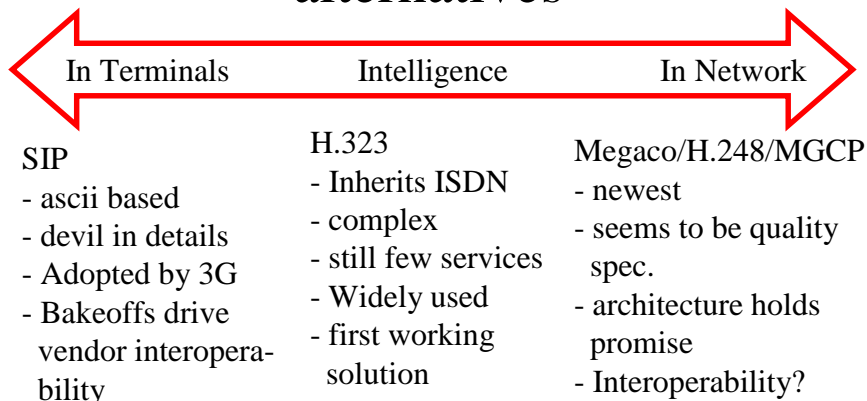 alternatives
In Terminals Intelligence In Network
SIP
- ascii based
- devil in details
- Adopted by 3G
- Bakeoffs drive
vendor interopera-
bility
H.323
- Inherits ISDN
- complex
- still few services
- Widely used
- first working
solution
Megaco/H.248/MGCP
- newest
- seems to be quality
spec.
- architecture holds
promise
- Interoperability?